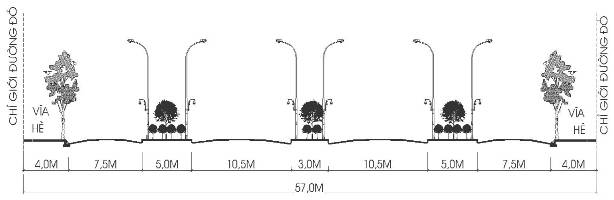 CHỈ GIỚI ĐƯỜNG ĐỎ
CHỈ GIỚI ĐƯỜNG ĐỎ
VỈA
HÈ
VỈA
HÈ
4,0M 7,5M 5,0M 10,5M 3,0M 10,5M 5,0M 7,5M 4,0M
57,0M